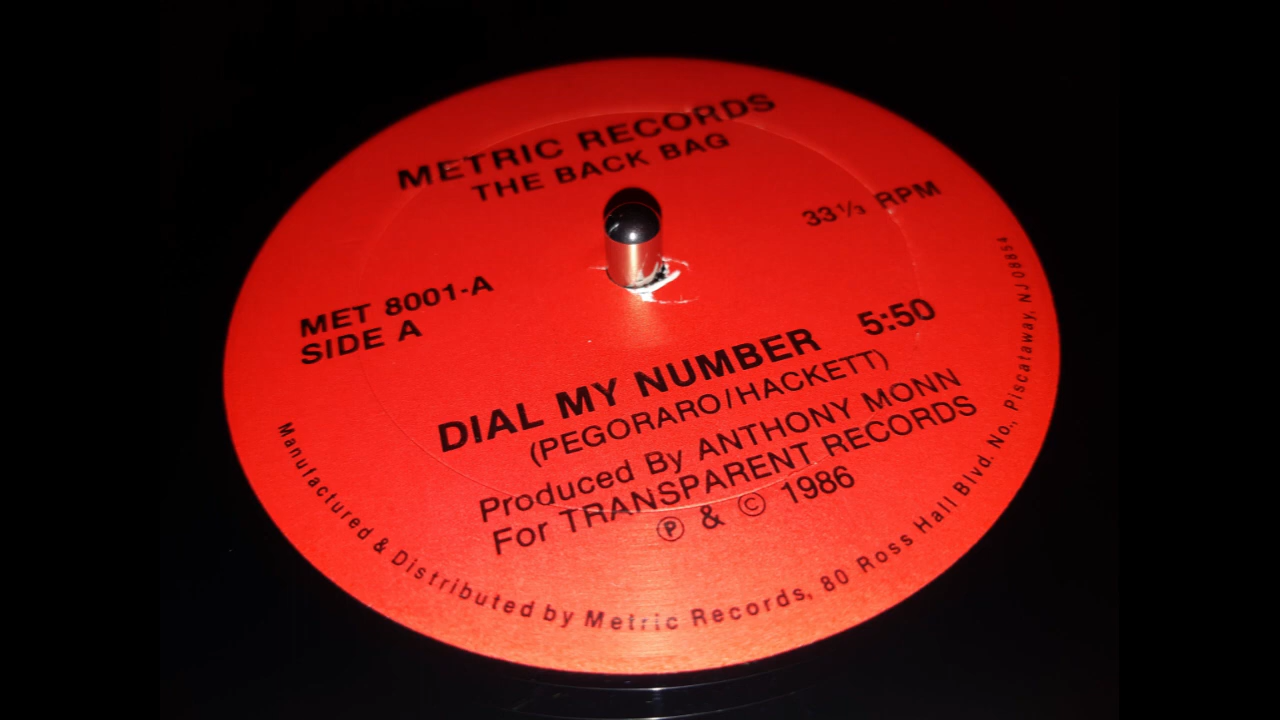 METRIC RECORDS
THE BACK BAG
33⅓ RPM
MET 8001-A
SIDE A
DIAL MY NUMBER 5:50
(PEGORARO/HACKETT)
Produced By ANTHONY MONN
For TRANSPARENT RECORDS
℗ & © 1986
Manufactured & Distributed by Metric Records, 80 Ross Hall Blvd. No., Piscataway, NJ 08854